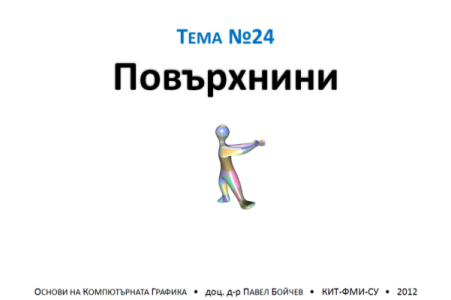 Тема №24
Повърхнини
Основи на Компютърната Графика • доц. д-р Павел Бойчев • КИТ-ФМИ-СУ • 2012